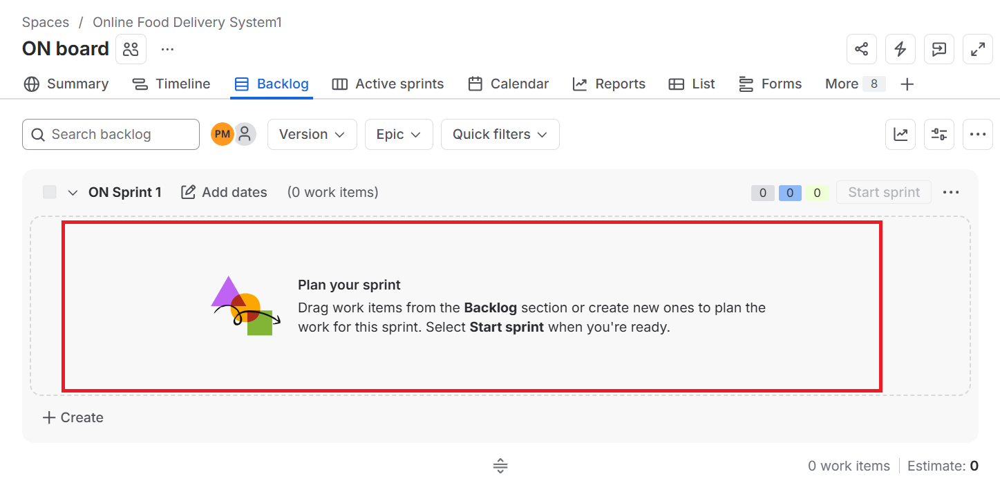 Spaces / Online Food Delivery System1
ON board
Summary Timeline Backlog Active sprints Calendar Reports List Forms More 8
Search backlog PM Version Epic Quick filters
ON Sprint 1 Add dates (0 work items) 0 0 0 Start sprint
Plan your sprint
Drag work items from the Backlog section or create new ones to plan the
work for this sprint. Select Start sprint when you're ready.
Create
0 work items Estimate: 0